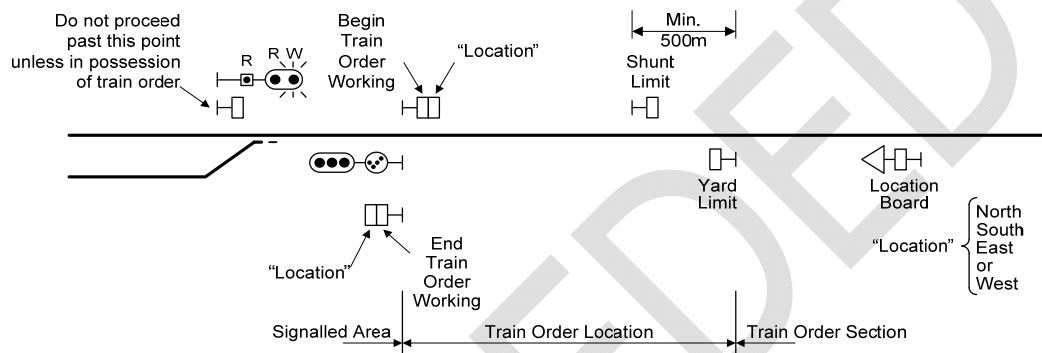 Do not proceed
past this point
unless in possession
of train order
R
R W
Begin
Train
Order
Working
“Location”
Min.
500m
Shunt
Limit
Yard
Limit
Location
Board
“Location”
North
South
East
or
West
“Location”
End
Train
Order
Working
Signalled Area
Train Order Location
Train Order Section